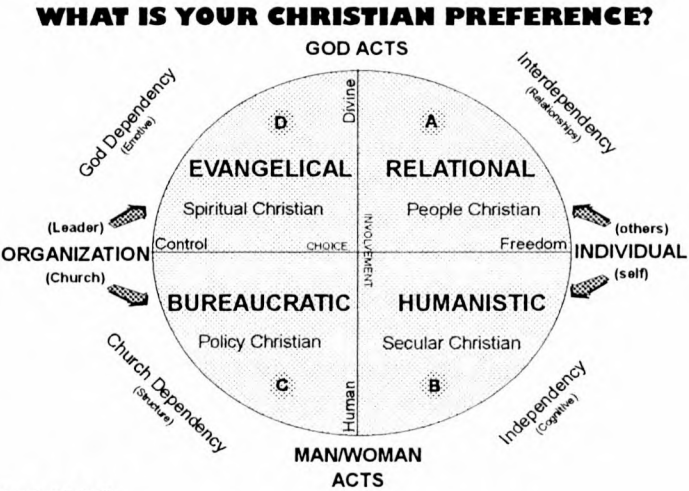 WHAT IS YOUR CHRISTIAN PREFERENCE?
GOD ACTS
God Dependency
(Emotive)
Interdependency
(Relationships)
Divine
D
A
EVANGELICAL
RELATIONAL
Spiritual Christian
People Christian
(Leader)
(others)
ORGANIZATION
Control
CHOICE
INVOLVEMENT
Freedom
INDIVIDUAL
(Church)
(self)
BUREAUCRATIC
HUMANISTIC
Policy Christian
Secular Christian
C
B
Human
Church Dependency
(Structure)
Independency
(Cognitive)
MAN/WOMAN
ACTS